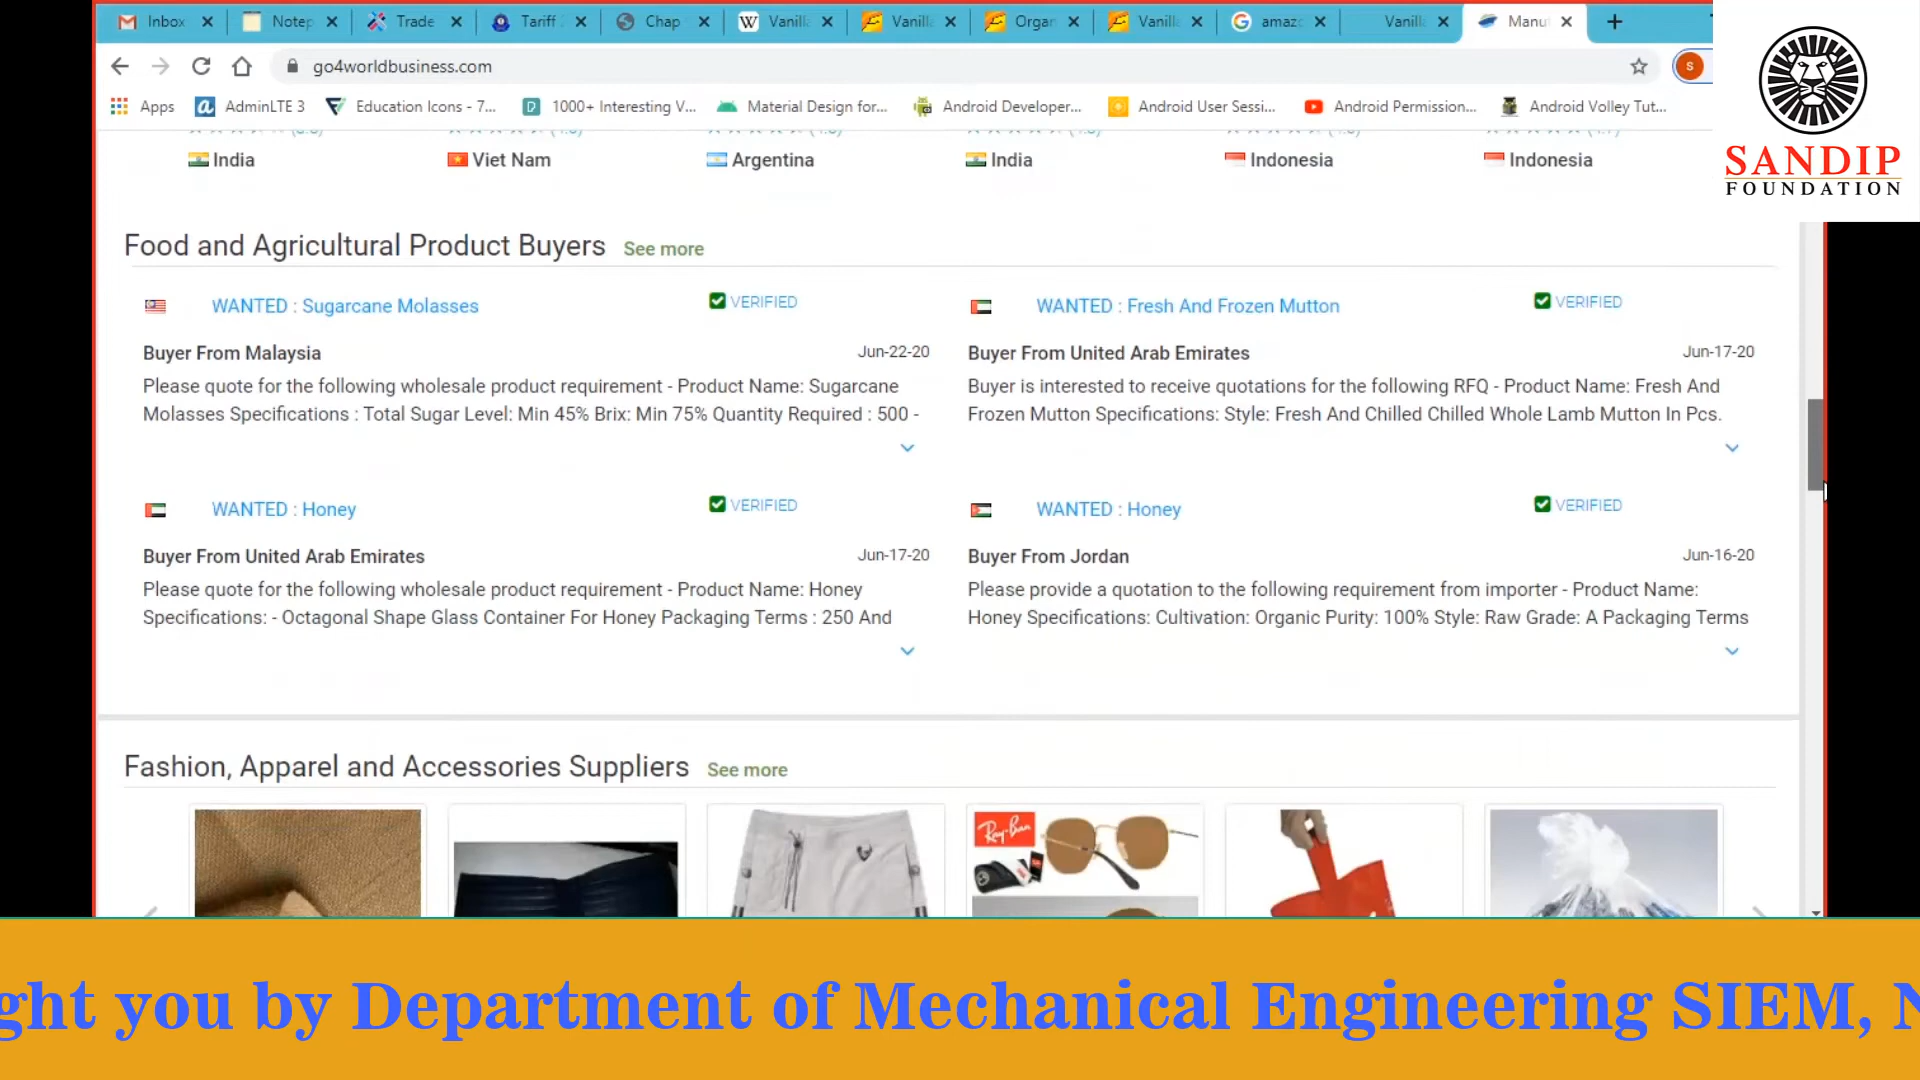 Inbox
Notep
Trade
Tariff
Chap
Vanill
Vanill
Organ
Vanill
amaz
Vanill
Manu
go4worldbusiness.com
S
Apps
AdminLTE 3
Education Icons - 7...
1000+ Interesting V...
Material Design for...
Android Developer...
Android User Sessi...
Android Permission...
Android Volley Tut...
SANDIP
FOUNDATION
India
Viet Nam
Argentina
India
Indonesia
Indonesia
Food and Agricultural Product Buyers See more
WANTED : Sugarcane Molasses
VERIFIED
Buyer From Malaysia
Jun-22-20
Please quote for the following wholesale product requirement - Product Name: Sugarcane
Molasses Specifications : Total Sugar Level: Min 45% Brix: Min 75% Quantity Required : 500 -
WANTED : Fresh And Frozen Mutton
VERIFIED
Buyer From United Arab Emirates
Jun-17-20
Buyer is interested to receive quotations for the following RFQ - Product Name: Fresh And
Frozen Mutton Specifications: Style: Fresh And Chilled Chilled Whole Lamb Mutton In Pcs.
WANTED : Honey
VERIFIED
Buyer From United Arab Emirates
Jun-17-20
Please quote for the following wholesale product requirement - Product Name: Honey
Specifications: - Octagonal Shape Glass Container For Honey Packaging Terms : 250 And
WANTED : Honey
VERIFIED
Buyer From Jordan
Jun-16-20
Please provide a quotation to the following requirement from importer - Product Name:
Honey Specifications: Cultivation: Organic Purity: 100% Style: Raw Grade: A Packaging Terms
Fashion, Apparel and Accessories Suppliers See more
Ray-Ban
ght you by Department of Mechanical Engineering SIEM, N